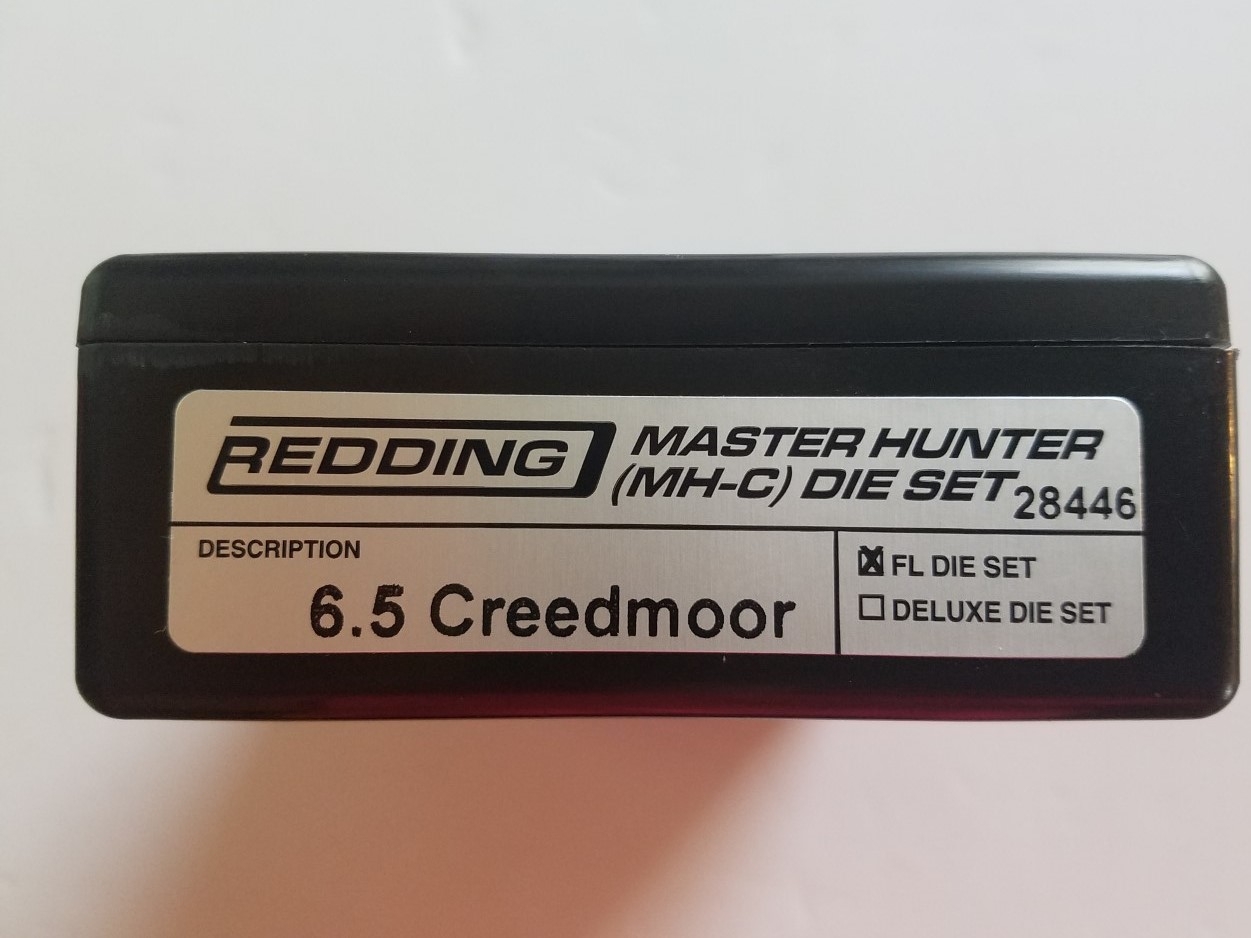 REDDING
MASTER HUNTER
(MH-C) DIE SET 28446
DESCRIPTION
6.5 Creedmoor
☒ FL DIE SET
☐ DELUXE DIE SET